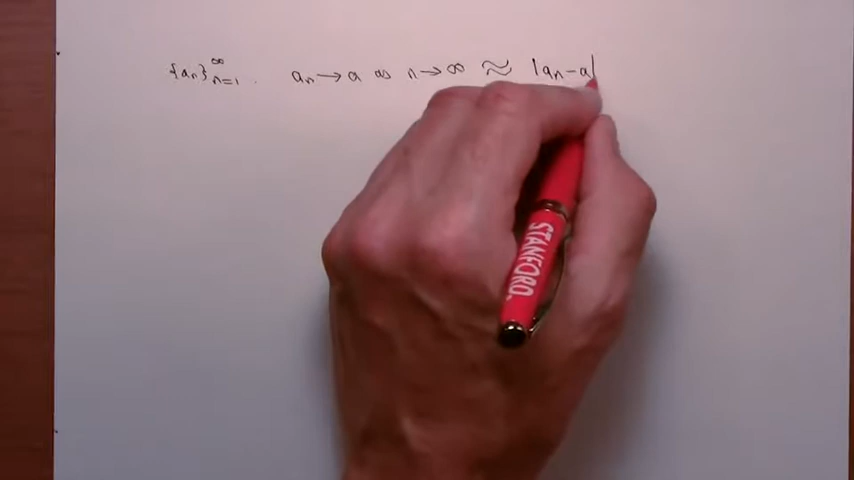 {aₙ}ₙ₌₁^∞ . aₙ → a as n → ∞ ≈ |aₙ - a|
STANFORD